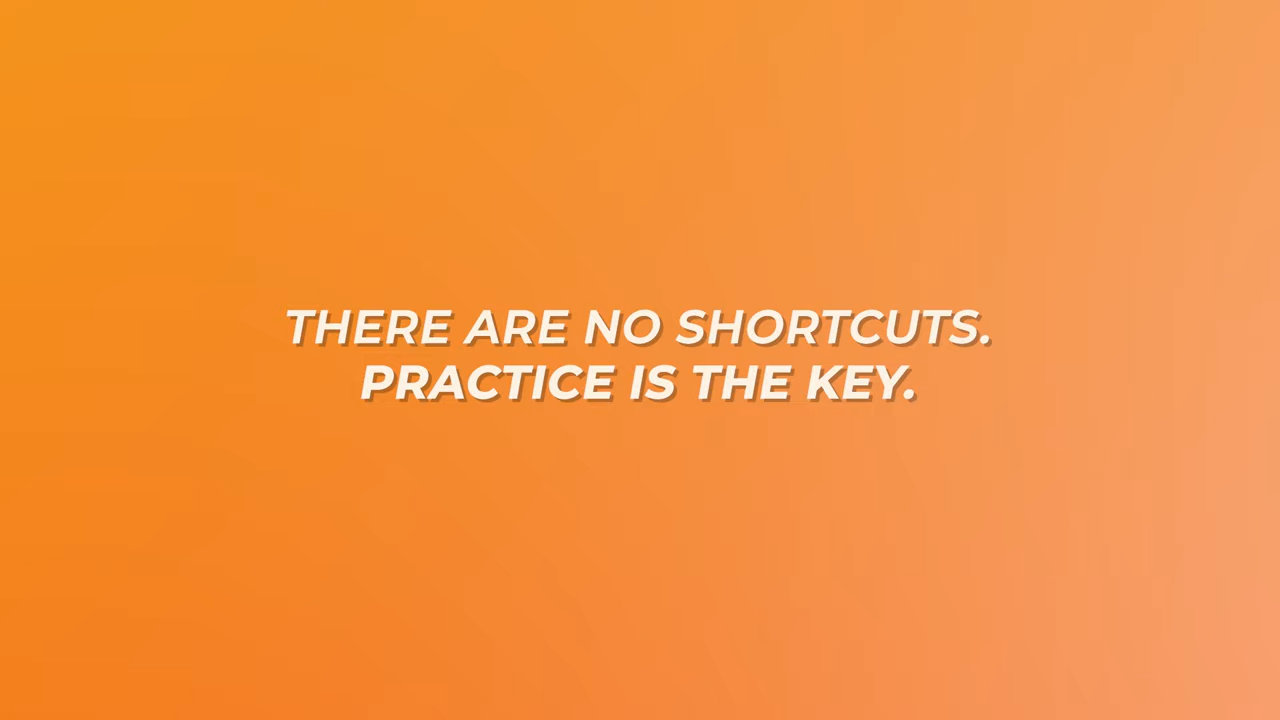 THERE ARE NO SHORTCUTS.
PRACTICE IS THE KEY.